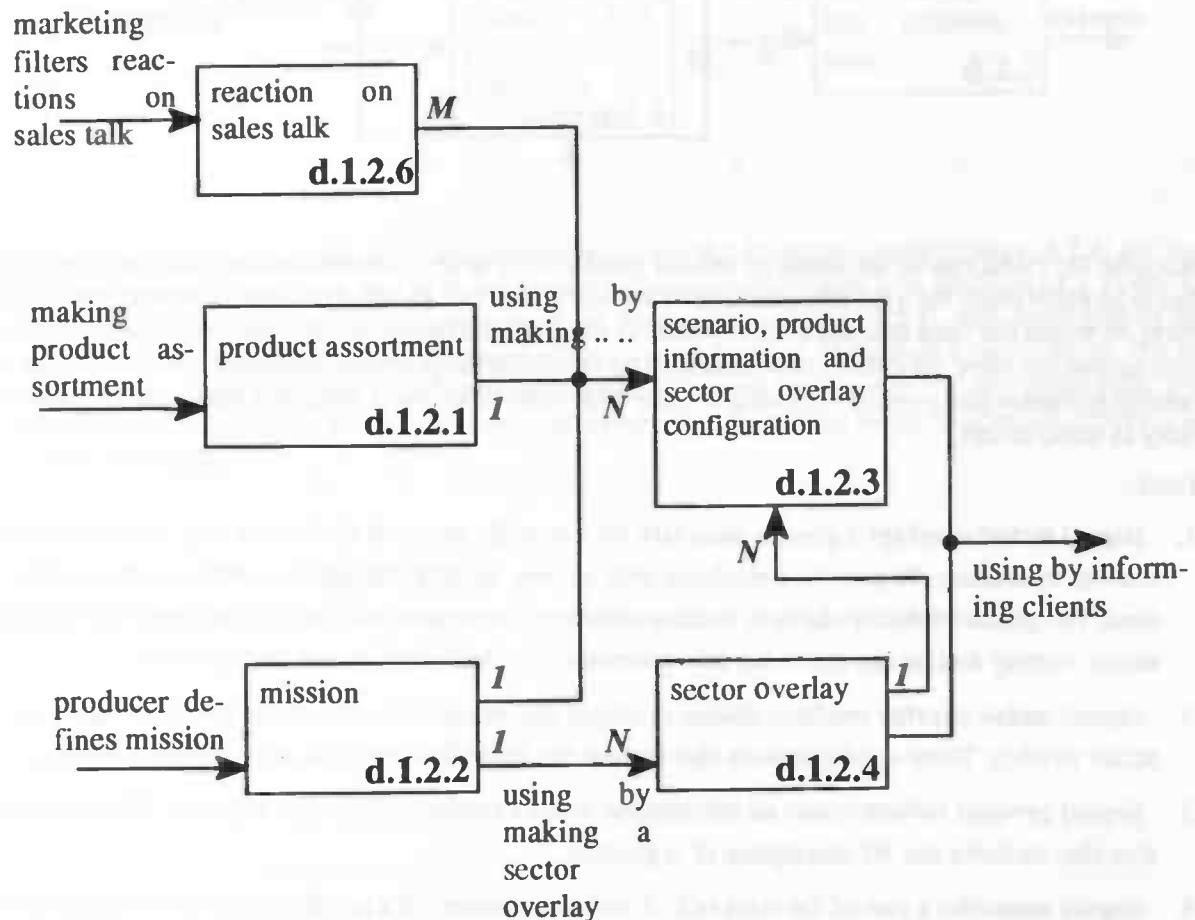 marketing
filters reac-
tions on
sales talk
reaction on
sales talk
d.1.2.6
M
making
product as-
sortment
product assortment
d.1.2.1
1
using by
making .. ..
N
scenario, product
information and
sector overlay
configuration
d.1.2.3
N
using by inform-
ing clients
producer de-
fines mission
mission
1
1
d.1.2.2
N
using by
making a
sector
overlay
sector overlay
1
d.1.2.4